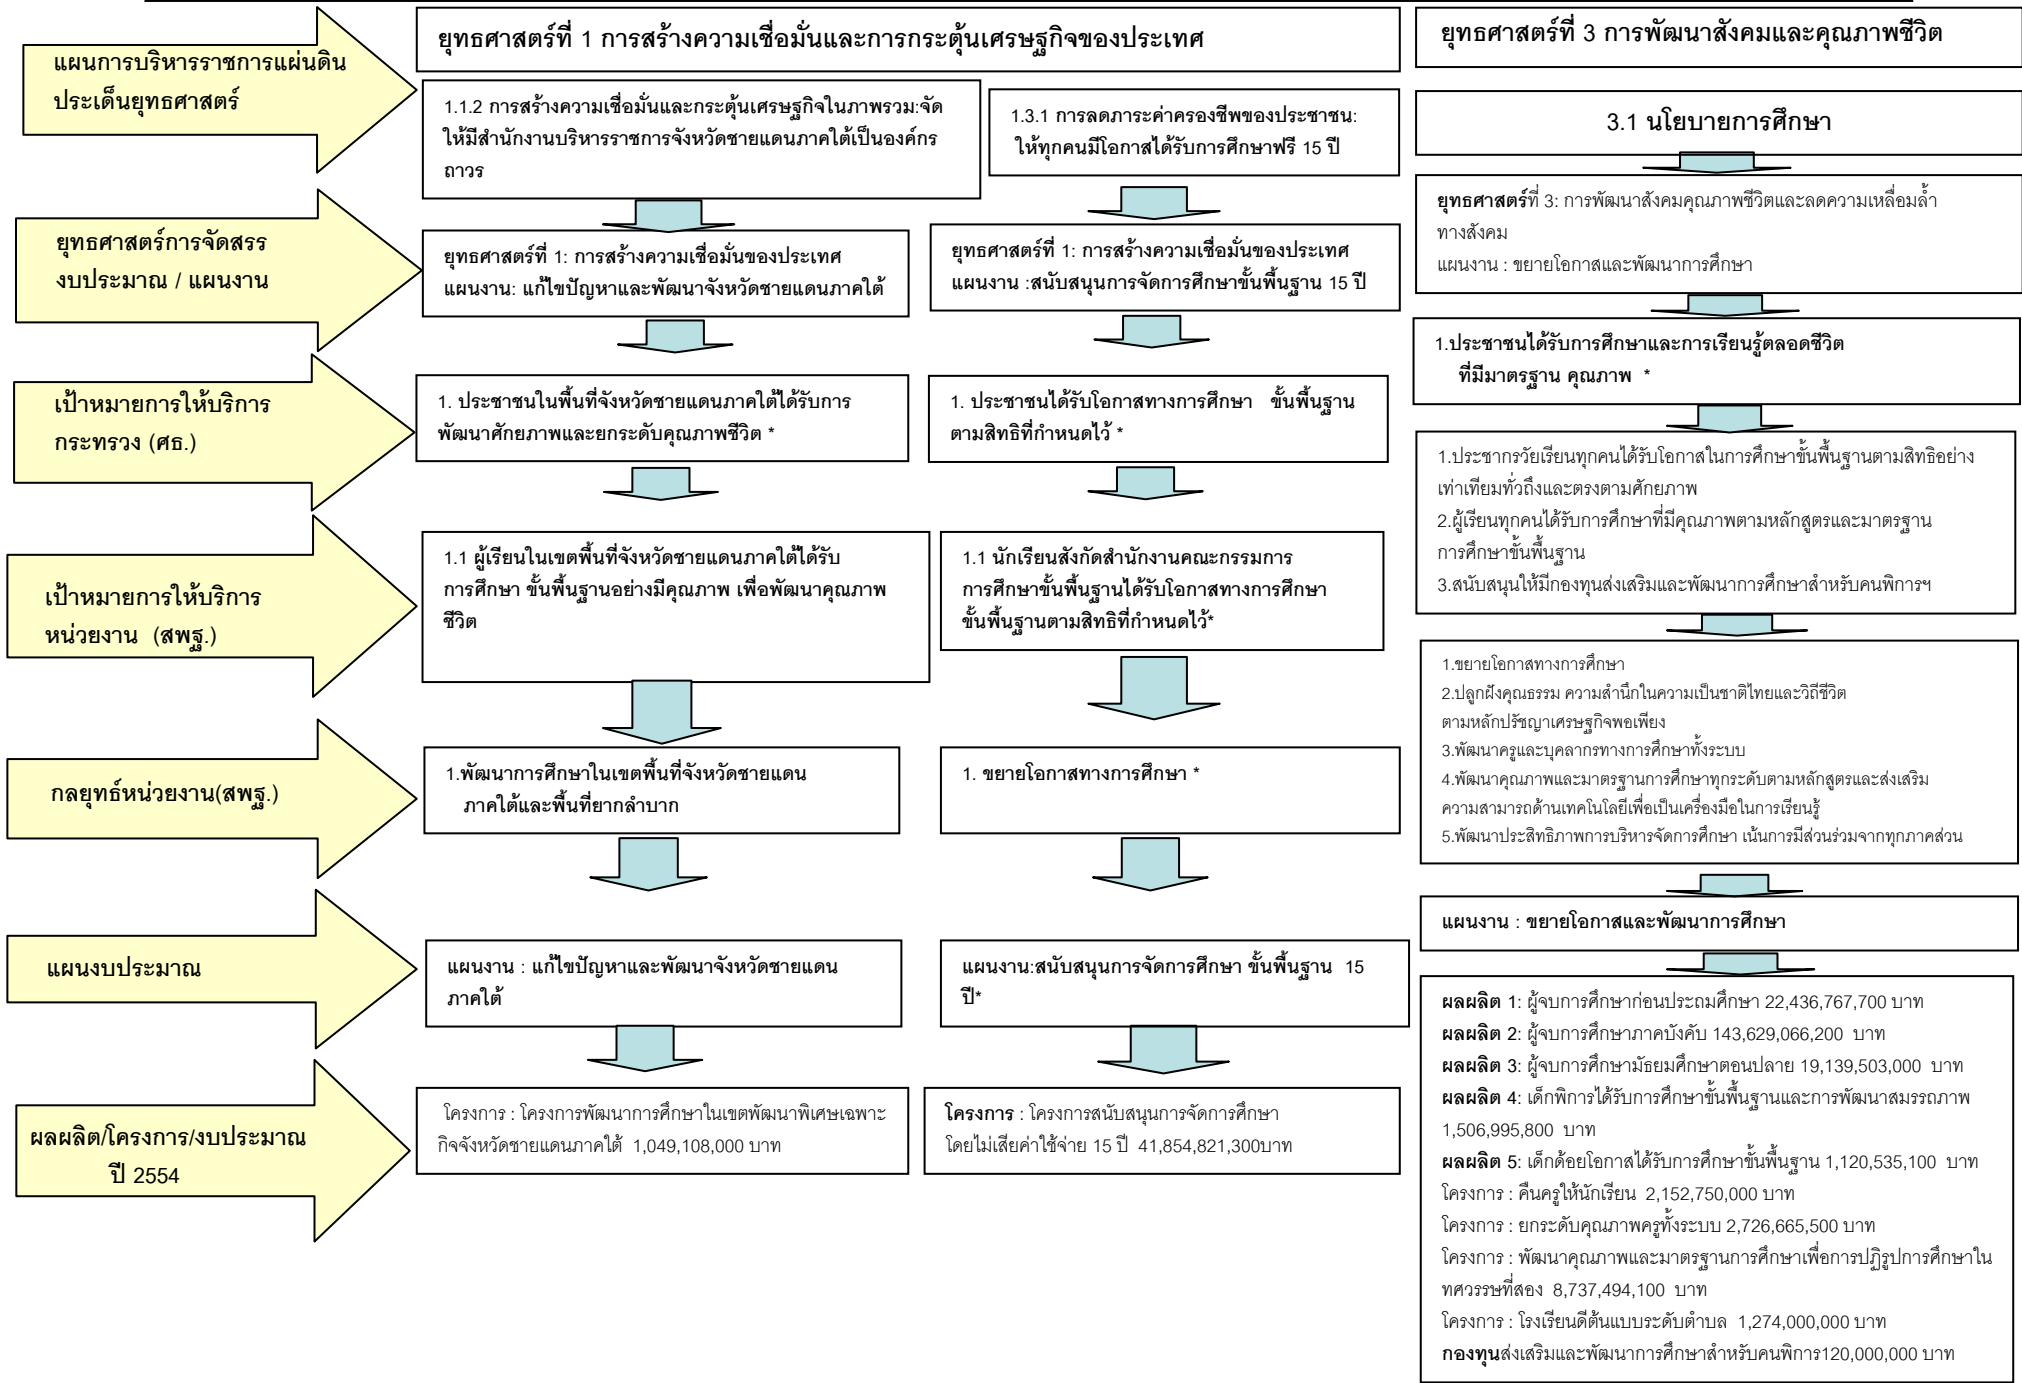 แผนการบริหารราชการแผ่นดิน
ประเด็นยุทธศาสตร์
ยุทธศาสตร์ที่ 1 การสร้างความเชื่อมั่นและการกระตุ้นเศรษฐกิจของประเทศ
ยุทธศาสตร์ที่ 3 การพัฒนาสังคมและคุณภาพชีวิต
1.1.2 การสร้างความเชื่อมั่นและกระตุ้นเศรษฐกิจในภาพรวม:จัด
ให้มีสำนักงานบริหารราชการจังหวัดชายแดนภาคใต้เป็นองค์กร
ถาวร
1.3.1 การลดภาระค่าครองชีพของประชาชน:
ให้ทุกคนมีโอกาสได้รับการศึกษาฟรี 15 ปี
3.1 นโยบายการศึกษา
ยุทธศาสตร์การจัดสรร
งบประมาณ / แผนงาน
ยุทธศาสตร์ที่ 1: การสร้างความเชื่อมั่นของประเทศ
แผนงาน: แก้ไขปัญหาและพัฒนาจังหวัดชายแดนภาคใต้
ยุทธศาสตร์ที่ 1: การสร้างความเชื่อมั่นของประเทศ
แผนงาน :สนับสนุนการจัดการศึกษาขั้นพื้นฐาน 15 ปี
ยุทธศาสตร์ที่ 3: การพัฒนาสังคมคุณภาพชีวิตและลดความเหลื่อมล้ำ
ทางสังคม
แผนงาน : ขยายโอกาสและพัฒนาการศึกษา
เป้าหมายการให้บริการ
กระทรวง (ศธ.)
1. ประชาชนในพื้นที่จังหวัดชายแดนภาคใต้ได้รับการ
พัฒนาศักยภาพและยกระดับคุณภาพชีวิต *
1. ประชาชนได้รับโอกาสทางการศึกษา ขั้นพื้นฐาน
ตามสิทธิที่กำหนดไว้ *
1.ประชาชนได้รับการศึกษาและการเรียนรู้ตลอดชีวิต
ที่มีมาตรฐาน คุณภาพ *
เป้าหมายการให้บริการ
หน่วยงาน (สพฐ.)
1.1 ผู้เรียนในเขตพื้นที่จังหวัดชายแดนภาคใต้ได้รับ
การศึกษา ขั้นพื้นฐานอย่างมีคุณภาพ เพื่อพัฒนาคุณภาพ
ชีวิต
1.1 นักเรียนสังกัดสำนักงานคณะกรรมการ
การศึกษาขั้นพื้นฐานได้รับโอกาสทางการศึกษา
ขั้นพื้นฐานตามสิทธิที่กำหนดไว้*
1.ประชากรวัยเรียนทุกคนได้รับโอกาสในการศึกษาขั้นพื้นฐานตามสิทธิอย่าง
เท่าเทียมทั่วถึงและตรงตามศักยภาพ
2.ผู้เรียนทุกคนได้รับการศึกษาที่มีคุณภาพตามหลักสูตรและมาตรฐาน
การศึกษาขั้นพื้นฐาน
3.สนับสนุนให้มีกองทุนส่งเสริมและพัฒนาการศึกษาสำหรับคนพิการฯ
กลยุทธ์หน่วยงาน(สพฐ.)
1.พัฒนาการศึกษาในเขตพื้นที่จังหวัดชายแดน
ภาคใต้และพื้นที่ยากลำบาก
1. ขยายโอกาสทางการศึกษา *
1.ขยายโอกาสทางการศึกษา
2.ปลูกฝังคุณธรรม ความสำนึกในความเป็นชาติไทยและวิถีชีวิต
ตามหลักปรัชญาเศรษฐกิจพอเพียง
3.พัฒนาครูและบุคลากรทางการศึกษาทั้งระบบ
4.พัฒนาคุณภาพและมาตรฐานการศึกษาทุกระดับตามหลักสูตรและส่งเสริม
ความสามารถด้านเทคโนโลยีเพื่อเป็นเครื่องมือในการเรียนรู้
5.พัฒนาประสิทธิภาพการบริหารจัดการศึกษา เน้นการมีส่วนร่วมจากทุกภาคส่วน
แผนงบประมาณ
แผนงาน : แก้ไขปัญหาและพัฒนาจังหวัดชายแดน
ภาคใต้
แผนงาน:สนับสนุนการจัดการศึกษา ขั้นพื้นฐาน 15
ปี*
แผนงาน : ขยายโอกาสและพัฒนาการศึกษา
ผลผลิต/โครงการ/งบประมาณ
ปี 2554
โครงการ : โครงการพัฒนาการศึกษาในเขตพัฒนาพิเศษเฉพาะ
กิจจังหวัดชายแดนภาคใต้ 1,049,108,000 บาท
โครงการ : โครงการสนับสนุนการจัดการศึกษา
โดยไม่เสียค่าใช้จ่าย 15 ปี 41,854,821,300บาท
ผลผลิต 1: ผู้จบการศึกษาก่อนประถมศึกษา 22,436,767,700 บาท
ผลผลิต 2: ผู้จบการศึกษาภาคบังคับ 143,629,066,200 บาท
ผลผลิต 3: ผู้จบการศึกษามัธยมศึกษาตอนปลาย 19,139,503,000 บาท
ผลผลิต 4: เด็กพิการได้รับการศึกษาขั้นพื้นฐานและการพัฒนาสมรรถภาพ
1,506,995,800 บาท
ผลผลิต 5: เด็กด้อยโอกาสได้รับการศึกษาขั้นพื้นฐาน 1,120,535,100 บาท
โครงการ : คืนครูให้นักเรียน 2,152,750,000 บาท
โครงการ : ยกระดับคุณภาพครูทั้งระบบ 2,726,665,500 บาท
โครงการ : พัฒนาคุณภาพและมาตรฐานการศึกษาเพื่อการปฏิรูปการศึกษาใน
ทศวรรษที่สอง 8,737,494,100 บาท
โครงการ : โรงเรียนดีต้นแบบระดับตำบล 1,274,000,000 บาท
กองทุนส่งเสริมและพัฒนาการศึกษาสำหรับคนพิการ120,000,000 บาท